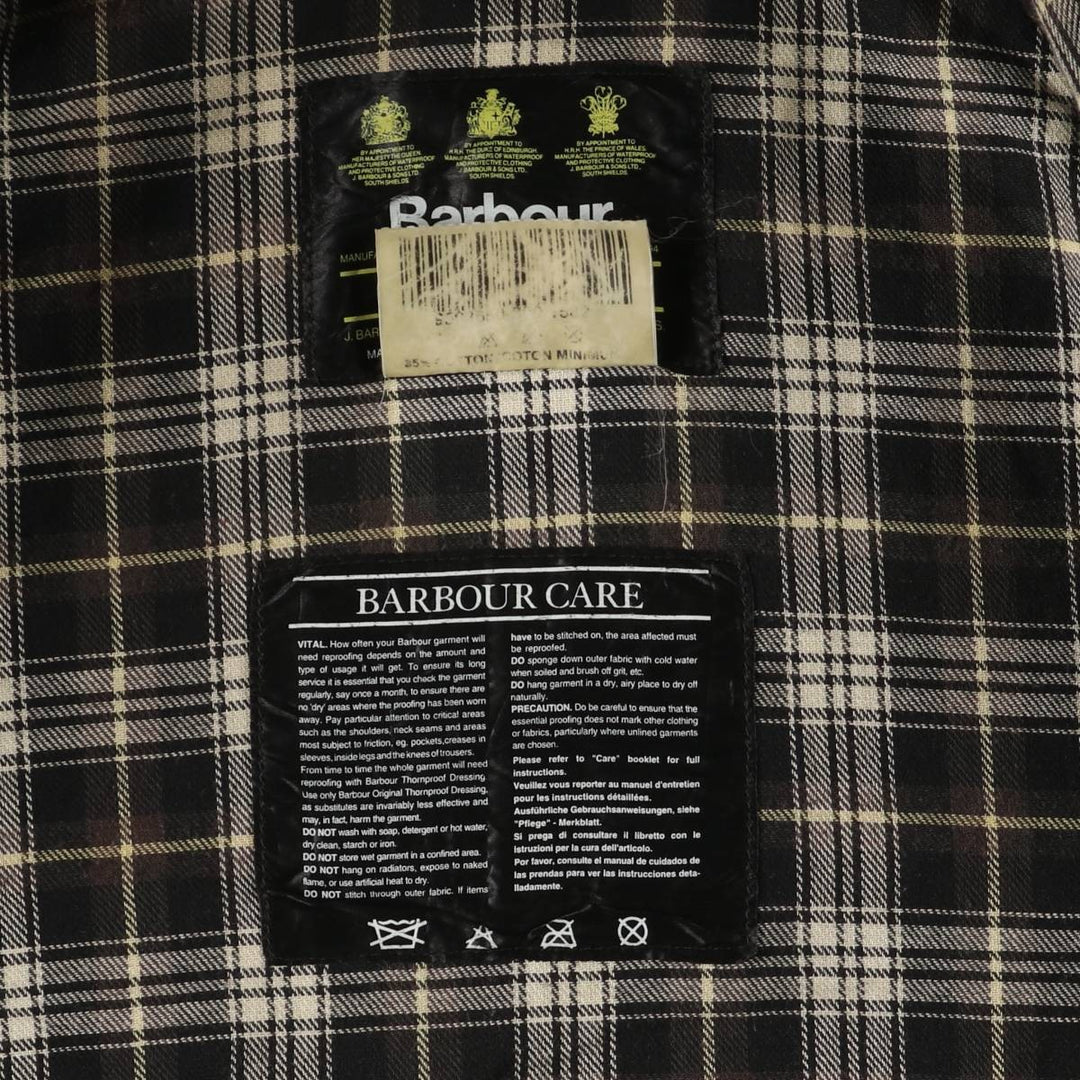 BY APPOINTMENT TO
HER MAJESTY THE QUEEN
MANUFACTURERS OF WATERPROOF
AND PROTECTIVE CLOTHING
J. BARBOUR & SONS LTD.
SOUTH SHIELDS
BY APPOINTMENT TO
H.R.H. THE DUKE OF EDINBURGH
MANUFACTURERS OF WATERPROOF
AND PROTECTIVE CLOTHING
J. BARBOUR & SONS LTD.
SOUTH SHIELDS
BY APPOINTMENT TO
H.R.H. THE PRINCE OF WALES
MANUFACTURERS OF WATERPROOF
AND PROTECTIVE CLOTHING
J. BARBOUR & SONS LTD.
SOUTH SHIELDS
Barbour
BARBOUR CARE
VITAL. How often your Barbour garment will
need reproofing depends on the amount and
type of usage it will get. To ensure its long
service it is essential that you check the garment
regularly, say once a month, to ensure there are
no 'dry' areas where the proofing has been worn
away. Pay particular attention to critical areas
such as the shoulders, neck seams and areas
most subject to friction, eg. pockets,creases in
sleeves, inside legs and the knees of trousers.
From time to time the whole garment will need
reproofing with Barbour Thornproof Dressing.
Use only Barbour Original Thornproof Dressing,
as substitutes are invariably less effective and
may, in fact, harm the garment.
DO NOT wash with soap, detergent or hot water,
dry clean, starch or iron.
DO NOT store wet garment in a confined area.
DO NOT hang on radiators, expose to naked
flame, or use artificial heat to dry.
DO NOT stitch through outer fabric. If items
have to be stitched on, the area affected must
be reproofed.
DO sponge down outer fabric with cold water
when soiled and brush off grit, etc.
DO hang garment in a dry, airy place to dry off
naturally.
PRECAUTION. Do be careful to ensure that the
essential proofing does not mark other clothing
or fabrics, particularly where unlined garments
are chosen.
Please refer to "Care" booklet for full
instructions.
Veuillez vous reporter au manuel d'entretien
pour les instructions détaillées.
Ausführliche Gebrauchsanweisungen, siehe
"Pflege" - Merkblatt.
Si prega di consultare il libretto con le
istruzioni per la cura dell'articolo.
Por favor, consulte el manual de cuidados de
las prendas para ver las instrucciones deta-
lladamente.